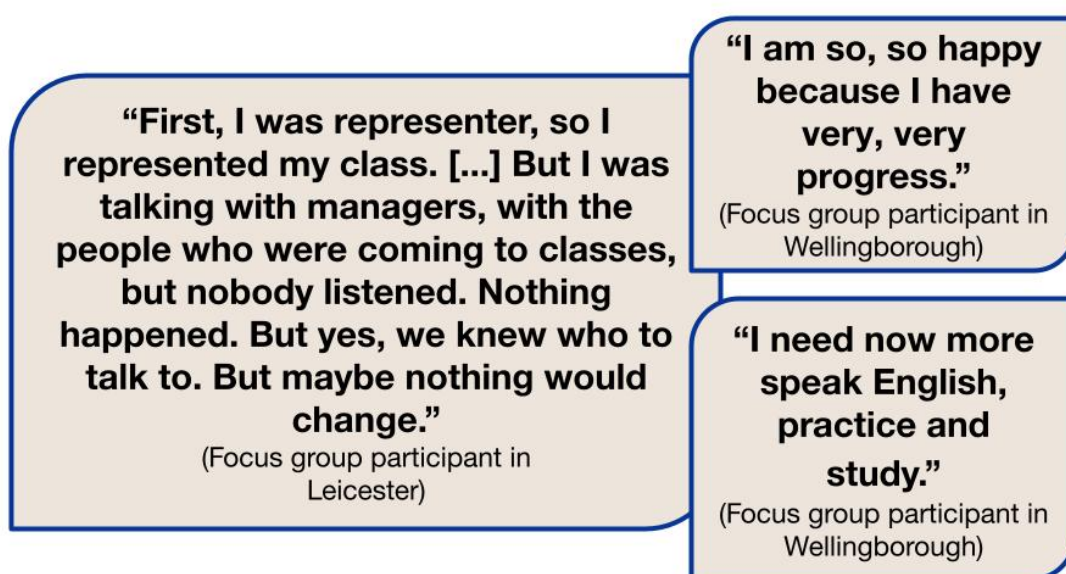 “First, I was representer, so I
represented my class. [...] But I was
talking with managers, with the
people who were coming to classes,
but nobody listened. Nothing
happened. But yes, we knew who to
talk to. But maybe nothing would
change.”
(Focus group participant in
Leicester)
“I am so, so happy
because I have
very, very
progress.”
(Focus group participant in
Wellingborough)
“I need now more
speak English,
practice and
study.”
(Focus group participant in
Wellingborough)